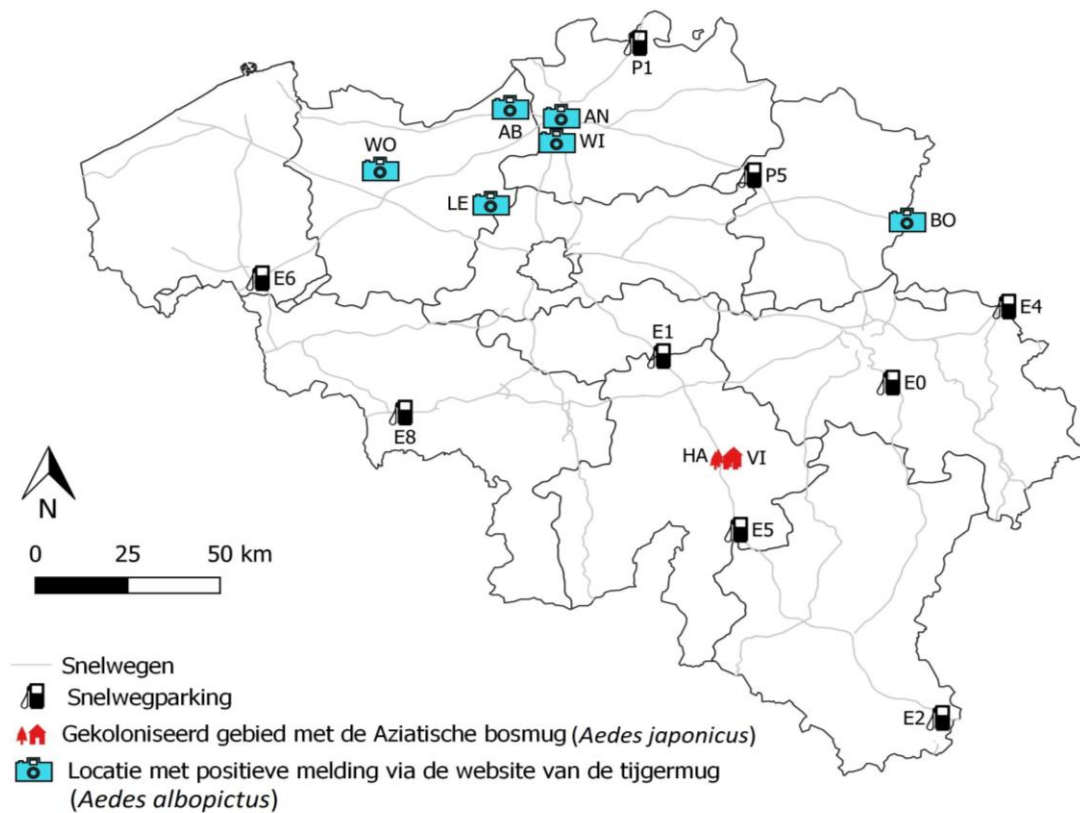 P1
AB
AN
WI
WO
P5
LE
BO
E6
E4
E1
E0
E8
HA
VI
N
E5
0 25 50 km
Snelwegen
Snelwegparking
E2
Gekoloniseerd gebied met de Aziatische bosmug (Aedes japonicus)
Locatie met positieve melding via de website van de tijgermug
(Aedes albopictus)